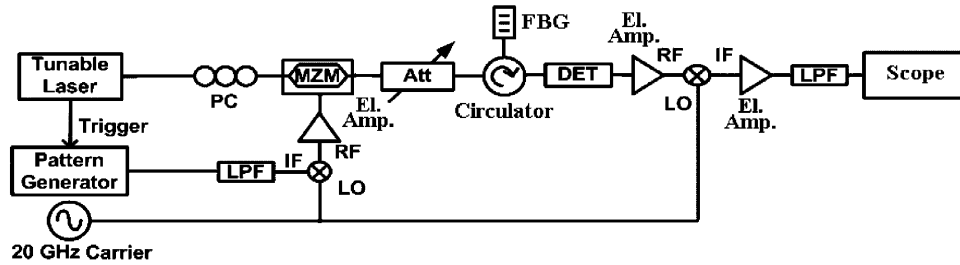 Tunable
Laser
PC
MZM
Att
FBG
Circulator
DET
El.
Amp.
RF
LO
IF
El.
Amp.
LPF
Scope
Trigger
Pattern
Generator
LPF
IF
RF
LO
El.
Amp.
20 GHz Carrier